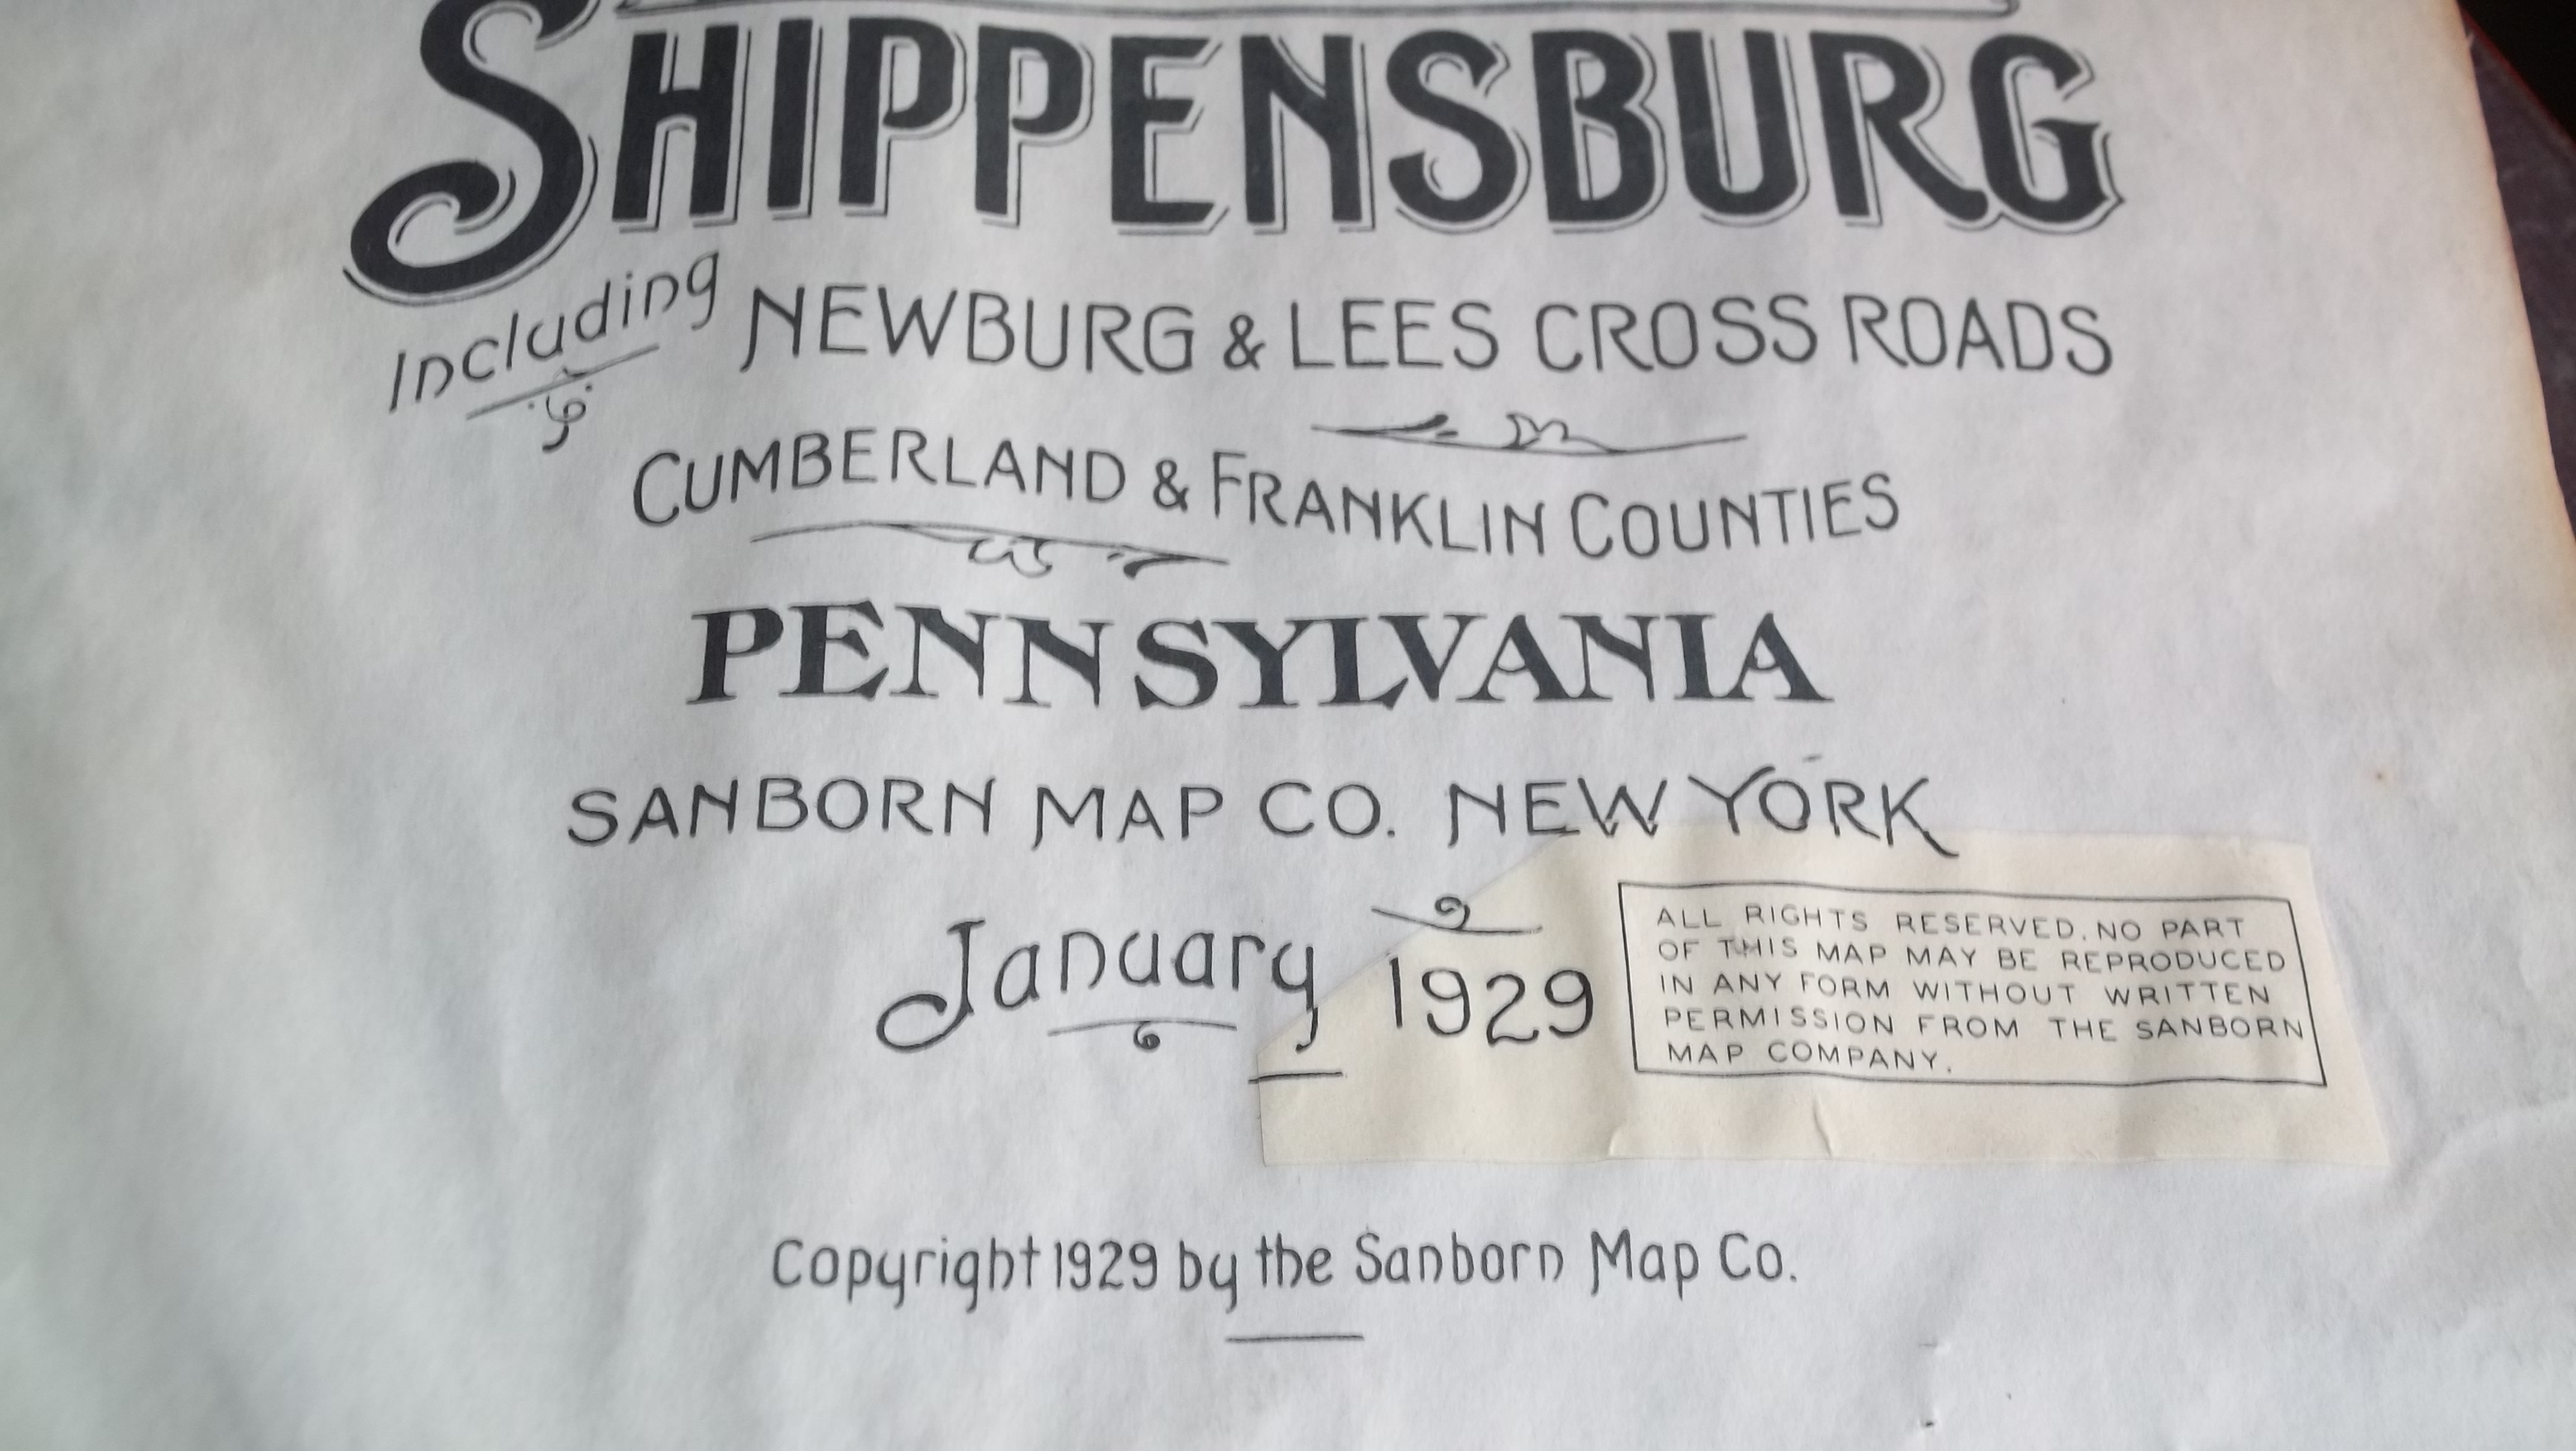 SHIPPENSBURG
Including NEWBURG & LEES CROSS ROADS
CUMBERLAND & FRANKLIN COUNTIES
PENNSYLVANIA
SANBORN MAP CO. NEW YORK
January 1929
ALL RIGHTS RESERVED. NO PART
OF THIS MAP MAY BE REPRODUCED
IN ANY FORM WITHOUT WRITTEN
PERMISSION FROM THE SANBORN
MAP COMPANY.
Copyright 1929 by the Sanborn Map Co.